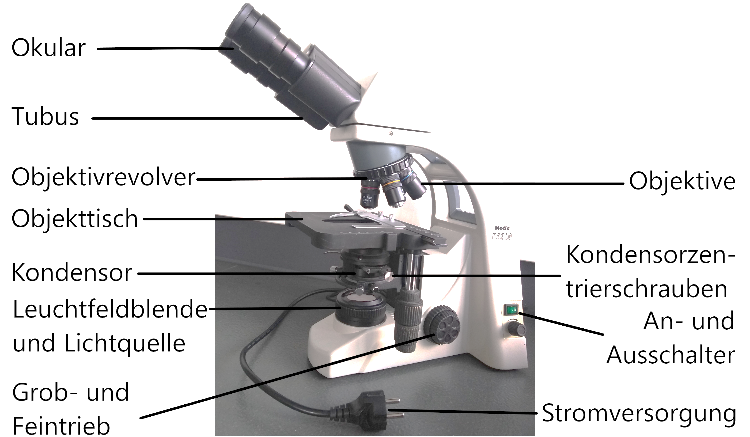 Okular
Tubus
Objektivrevolver
Objekttisch
Kondensor
Leuchtfeldblende
und Lichtquelle
Grob- und
Feintrieb
Objektive
Kondensorzen-
trierschrauben
An- und
Ausschalter
Stromversorgung